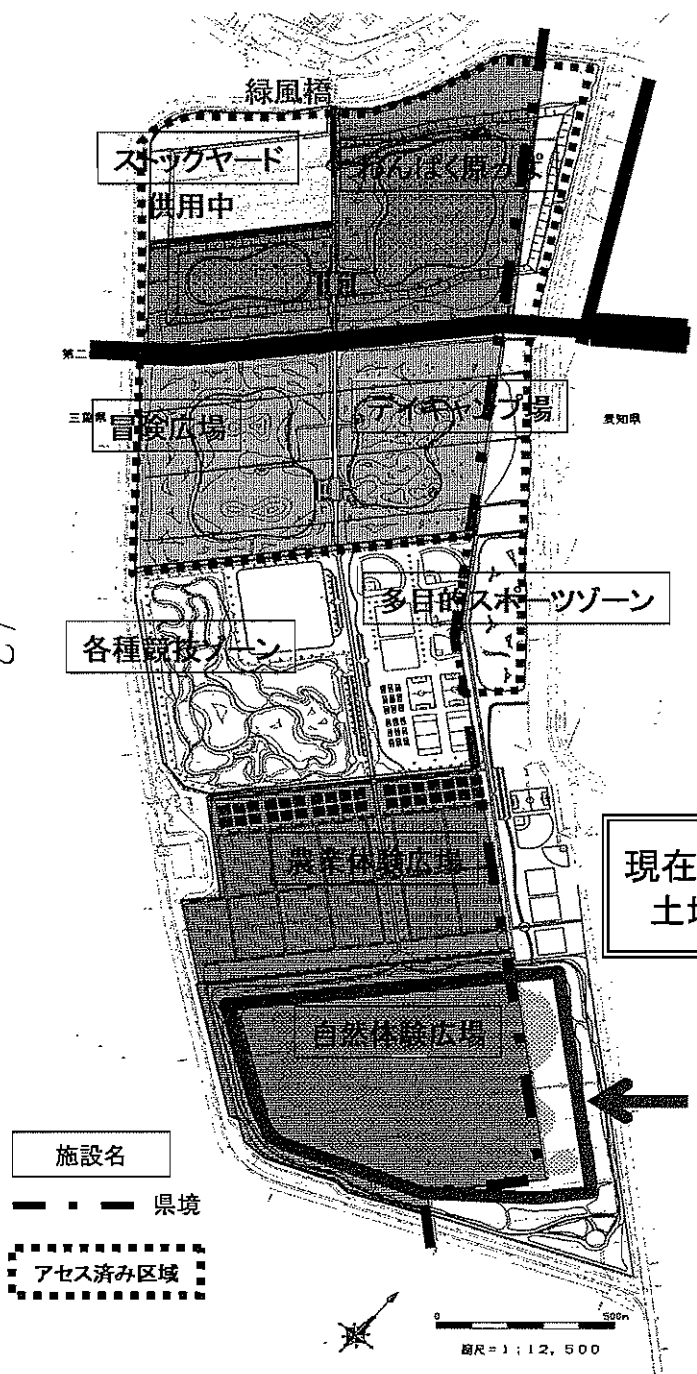 緑風橋
ストックヤード
供用中
わんぱく原っぱ
第二
三重県
愛知県
冒険広場
デイキャンプ場
多目的スポーツゾーン
各種競技ゾーン
現在
農業体験広場
自然体験広場
施設名
県境
アセス済み区域
0 500m
縮尺=1:12,500